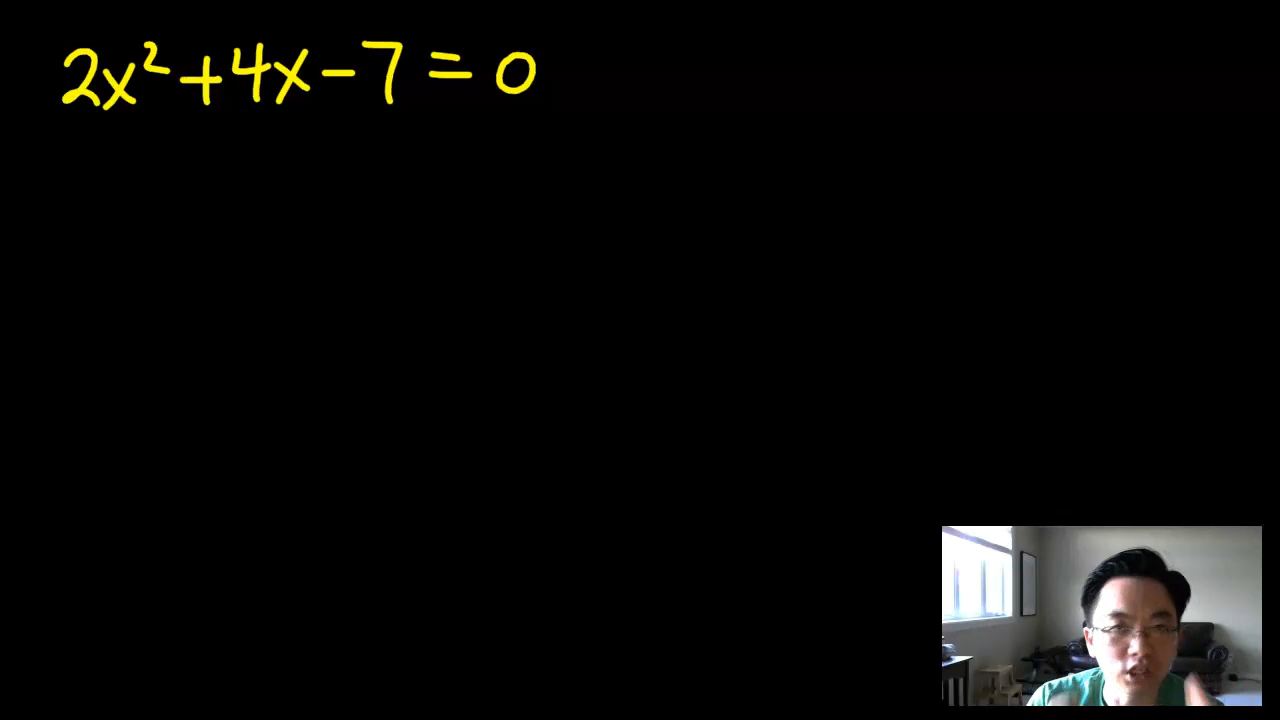 2x² + 4x - 7 = 0